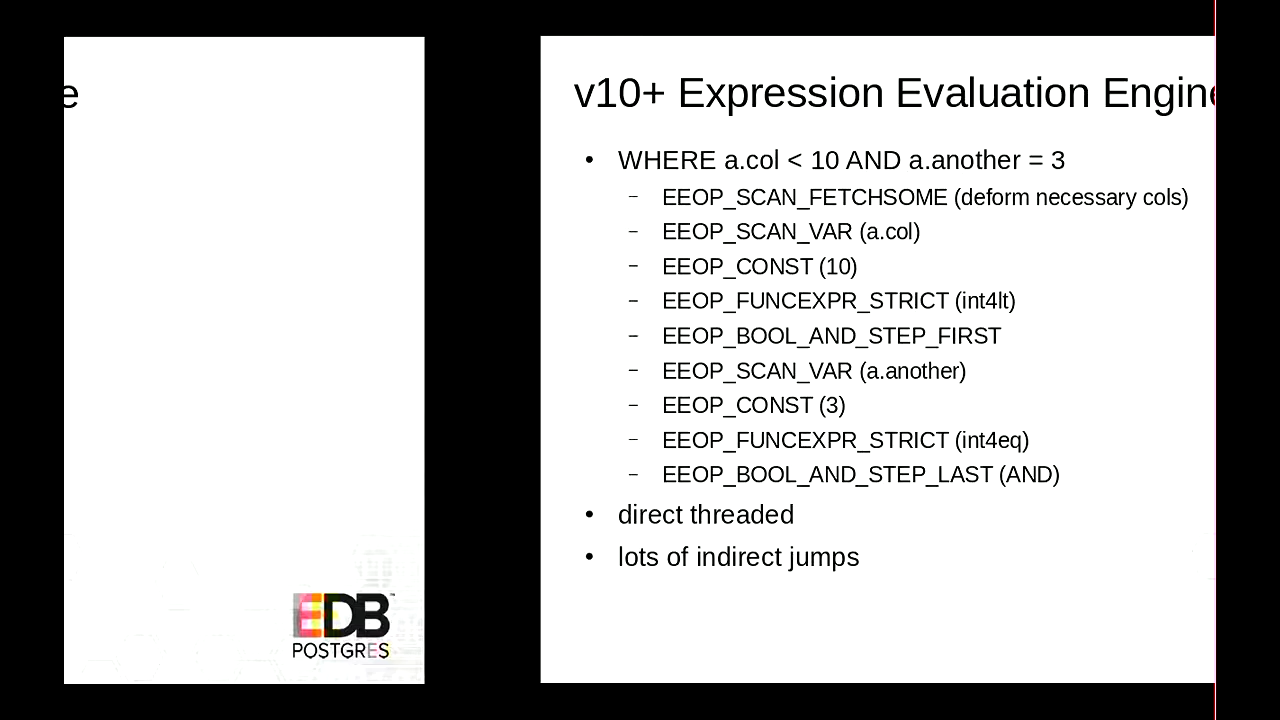 e
v10+ Expression Evaluation Engine
• WHERE a.col < 10 AND a.another = 3
– EEOP_SCAN_FETCHSOME (deform necessary cols)
– EEOP_SCAN_VAR (a.col)
– EEOP_CONST (10)
– EEOP_FUNCEXPR_STRICT (int4lt)
– EEOP_BOOL_AND_STEP_FIRST
– EEOP_SCAN_VAR (a.another)
– EEOP_CONST (3)
– EEOP_FUNCEXPR_STRICT (int4eq)
– EEOP_BOOL_AND_STEP_LAST (AND)
• direct threaded
• lots of indirect jumps
EDB™
POSTGRES